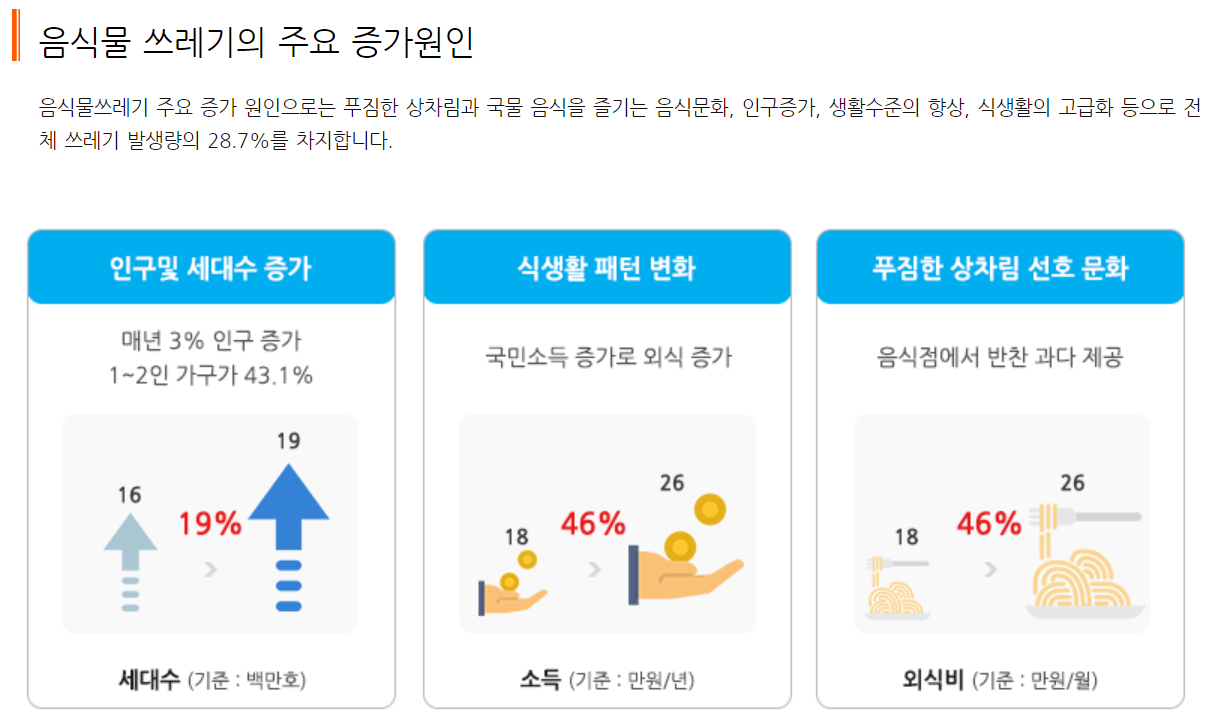 음식물 쓰레기의 주요 증가원인
음식물쓰레기 주요 증가 원인으로는 푸짐한 상차림과 국물 음식을 즐기는 음식문화, 인구증가, 생활수준의 향상, 식생활의 고급화 등으로 전
체 쓰레기 발생량의 28.7%를 차지합니다.
인구및 세대수 증가
매년 3% 인구 증가
1~2인 가구가 43.1%
16
19%
19
세대수 (기준 : 백만호)
식생활 패턴 변화
국민소득 증가로 외식 증가
18
46%
26
소득 (기준 : 만원/년)
푸짐한 상차림 선호 문화
음식점에서 반찬 과다 제공
18
46%
26
외식비 (기준 : 만원/월)